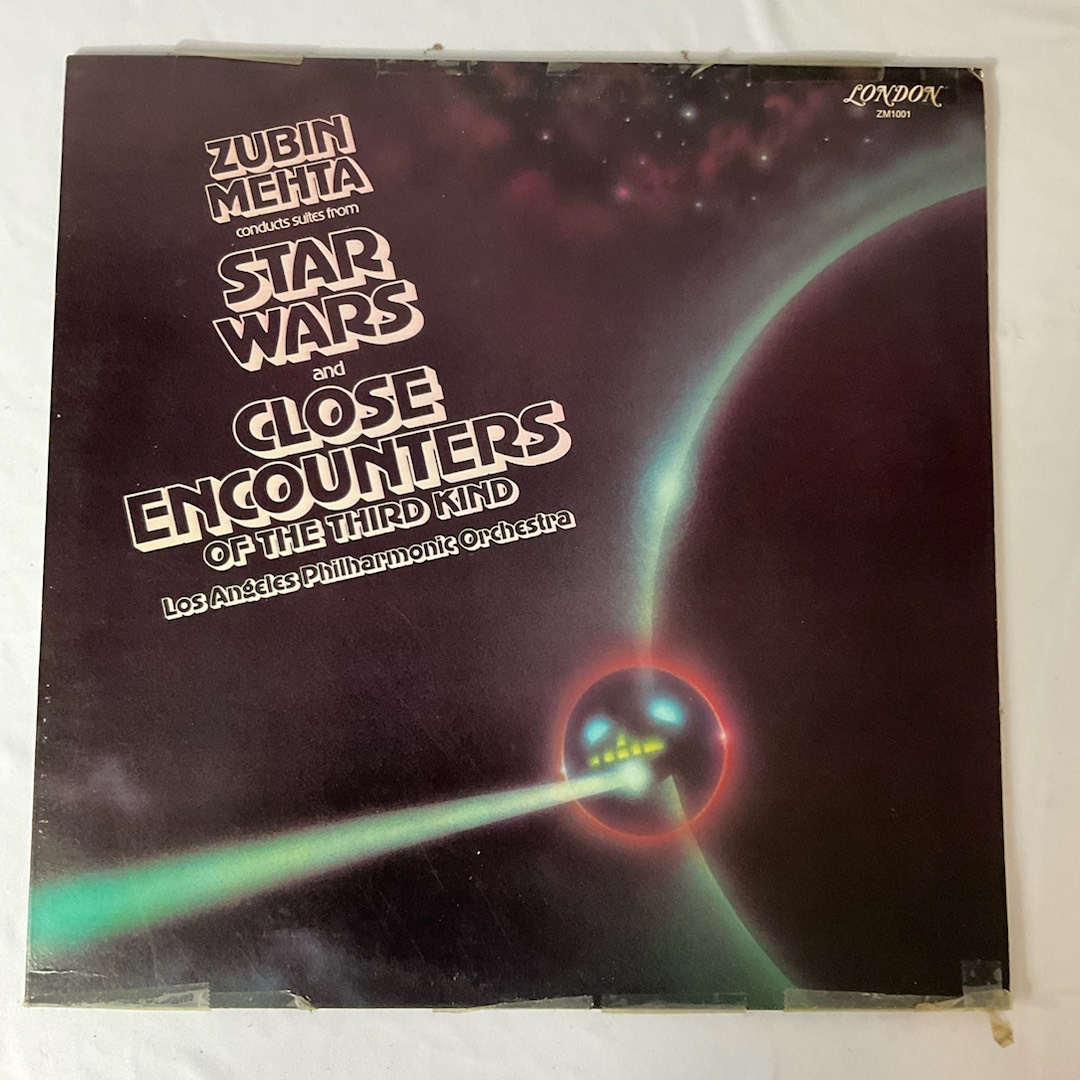 LONDON
ZM1001
ZUBIN
MEHTA
conducts suites from
STAR
WARS
and
CLOSE
ENCOUNTERS
OF THE THIRD KIND
Los Angeles Philharmonic Orchestra